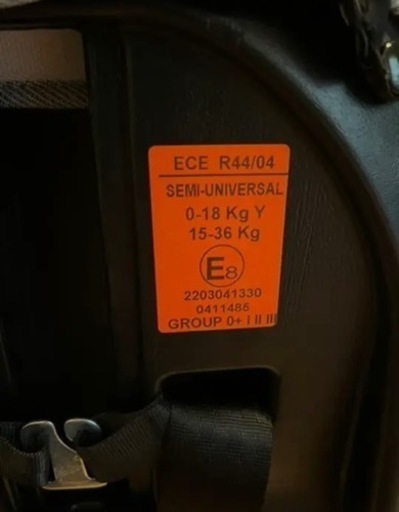 ECE R44/04
SEMI-UNIVERSAL
0-18 Kg Y
15-36 Kg
E8
2203041330
0411485
GROUP 0+ I II III